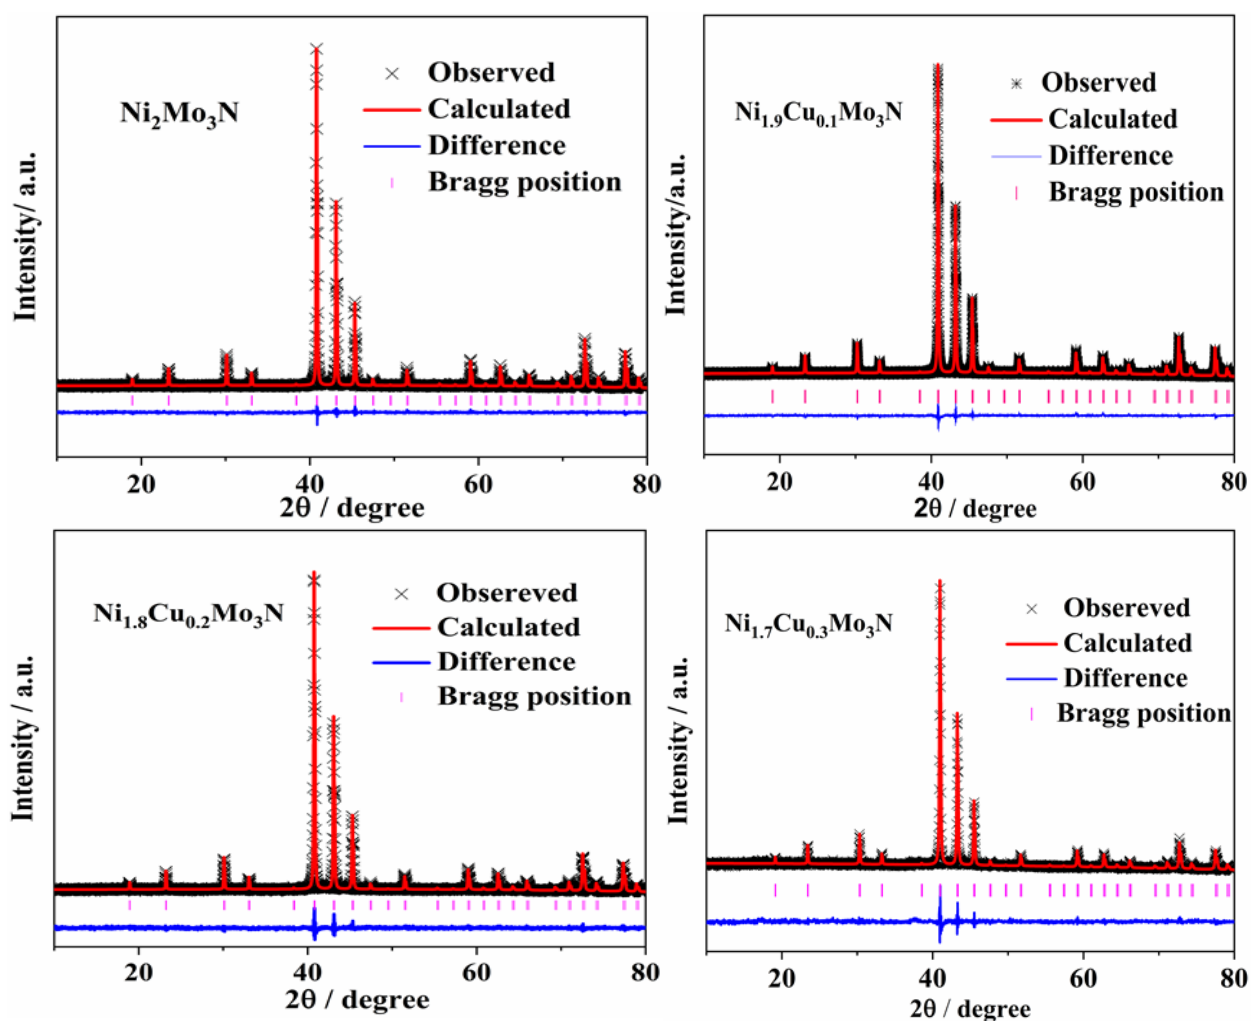 Ni2Mo3N
Observed
Calculated
Difference
Bragg position
Intensity/ a.u.
20
40
60
80
2θ / degree
Ni1.9Cu0.1Mo3N
Observed
Calculated
Difference
Bragg position
Intensity/a.u.
20
40
60
80
2θ / degree
Ni1.8Cu0.2Mo3N
Obsereved
Calculated
Difference
Bragg position
Intensity / a.u.
20
40
60
80
2θ / degree
Ni1.7Cu0.3Mo3N
Obsereved
Calculated
Difference
Bragg position
Intensity / a.u.
20
40
60
80
2θ / degree